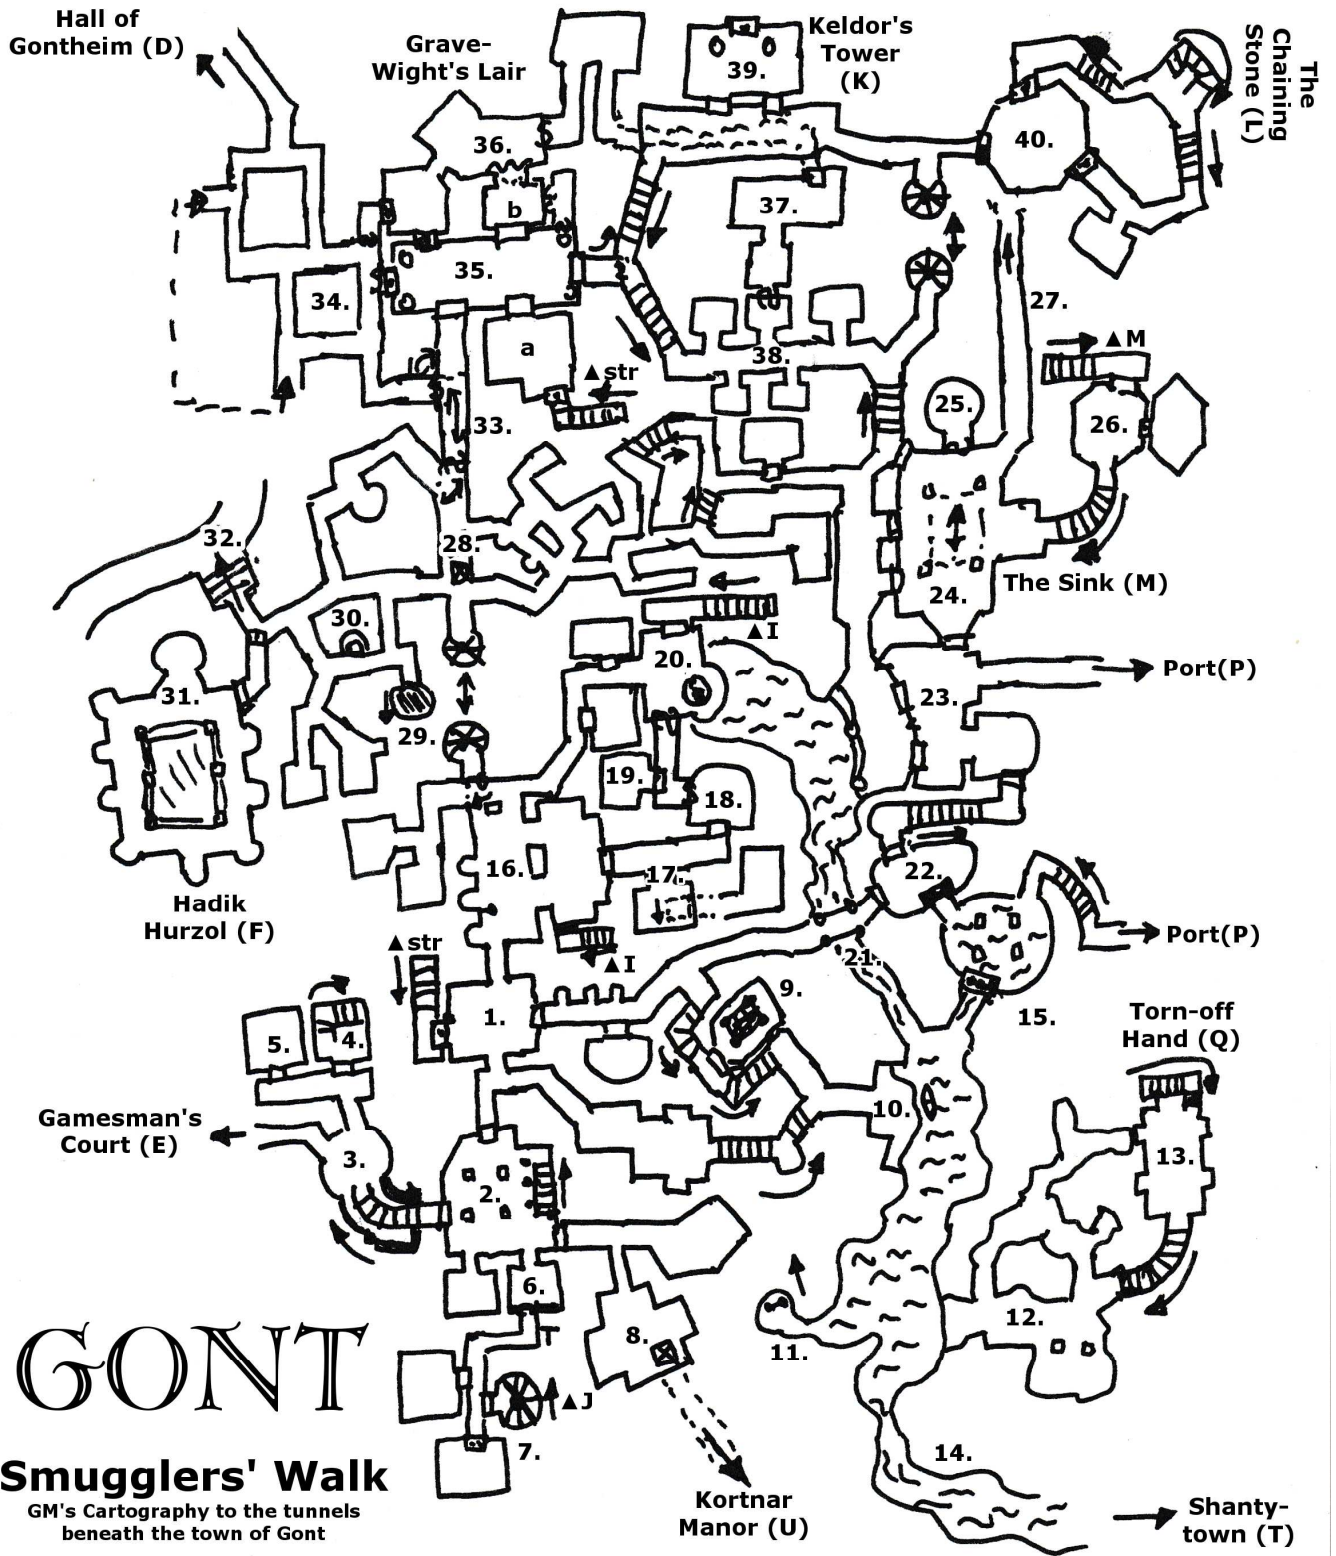 Hall of
Gontheim (D)
Grave-
Wight's Lair
Keldor's
Tower
(K)
The
Chaining
Stone (L)
39.
36.
40.
b
37.
35.
34.
27.
a
38.
▲M
▲str
25.
26.
33.
32.
28.
The Sink (M)
24.
30.
▲I
20.
Port(P)
31.
23.
29.
19.
18.
16.
17.
22.
Hadik
Hurzol (F)
▲str
▲I
21.
Port(P)
9.
1.
15.
Torn-off
Hand (Q)
5.
4.
Gamesman's
Court (E)
10.
3.
13.
2.
6.
12.
8.
11.
T
▲J
7.
14.
GONT
Smugglers' Walk
GM's Cartography to the tunnels
beneath the town of Gont
Kortnar
Manor (U)
Shanty-
town (T)